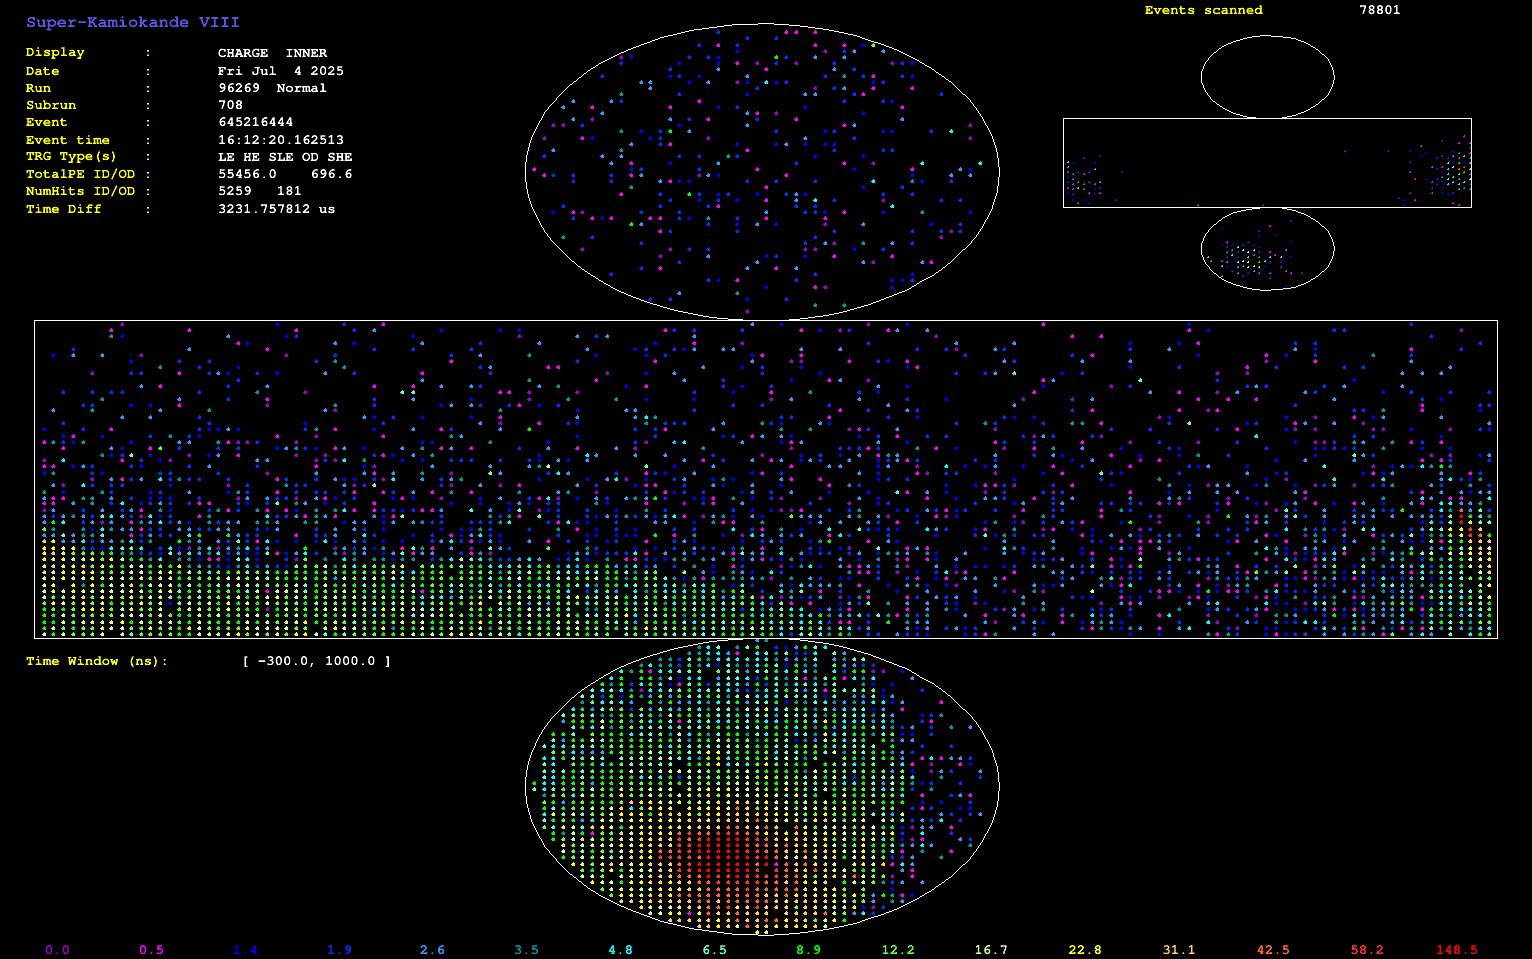 Super-Kamiokande VIII
Events scanned 78801
Display : CHARGE INNER
Date : Fri Jul 4 2025
Run : 96269 Normal
Subrun : 708
Event : 645216444
Event time : 16:12:20.162513
TRG Type(s) : LE HE SLE OD SHE
TotalPE ID/OD : 55456.0 696.6
NumHits ID/OD : 5259 181
Time Diff : 3231.757812 us
Time Window (ns): [ -300.0, 1000.0 ]
0.0 0.5 1.4 1.9 2.6 3.5 4.8 6.5 8.9 12.2 16.7 22.8 31.1 42.5 58.2 148.5